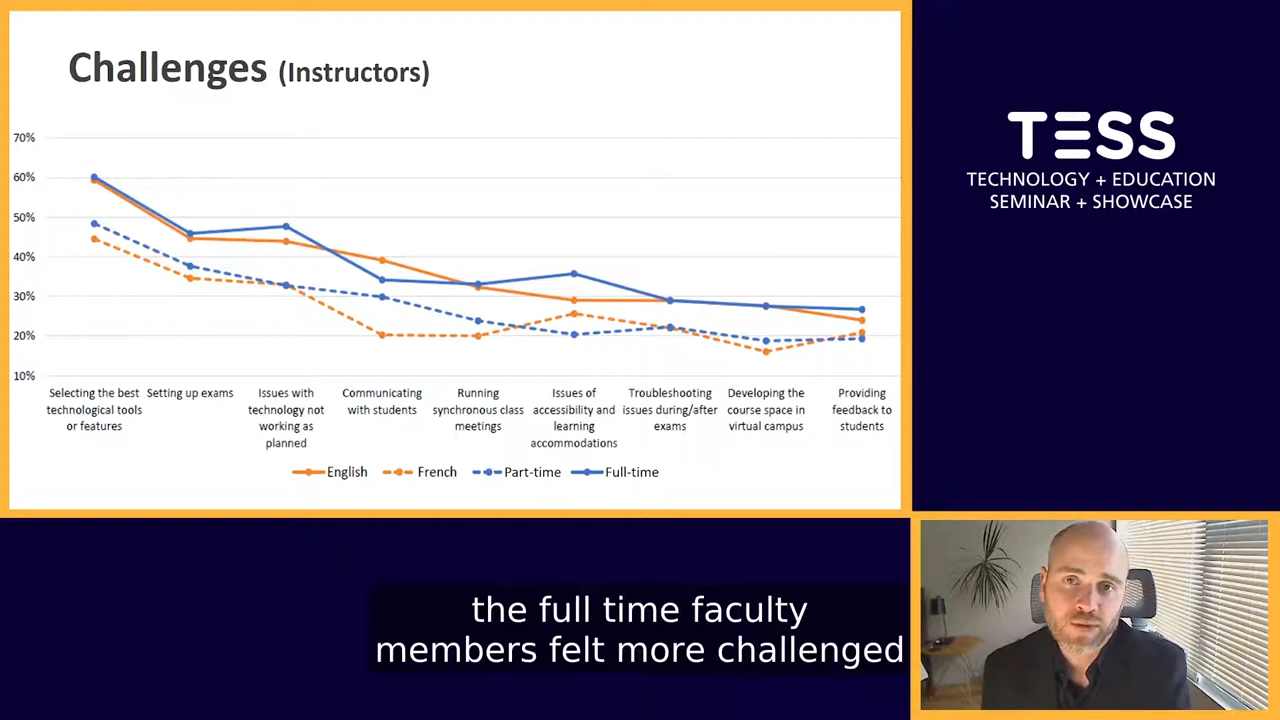 Challenges (Instructors)
70%
60%
50%
40%
30%
20%
10%
Selecting the best
technological tools
or features
Setting up exams
Issues with
technology not
working as
planned
Communicating
with students
Running
synchronous class
meetings
Issues of
accessibility and
learning
accommodations
Troubleshooting
issues during/after
exams
Developing the
course space in
virtual campus
Providing
feedback to
students
English
French
Part-time
Full-time
TESS
TECHNOLOGY + EDUCATION
SEMINAR + SHOWCASE
the full time faculty
members felt more challenged